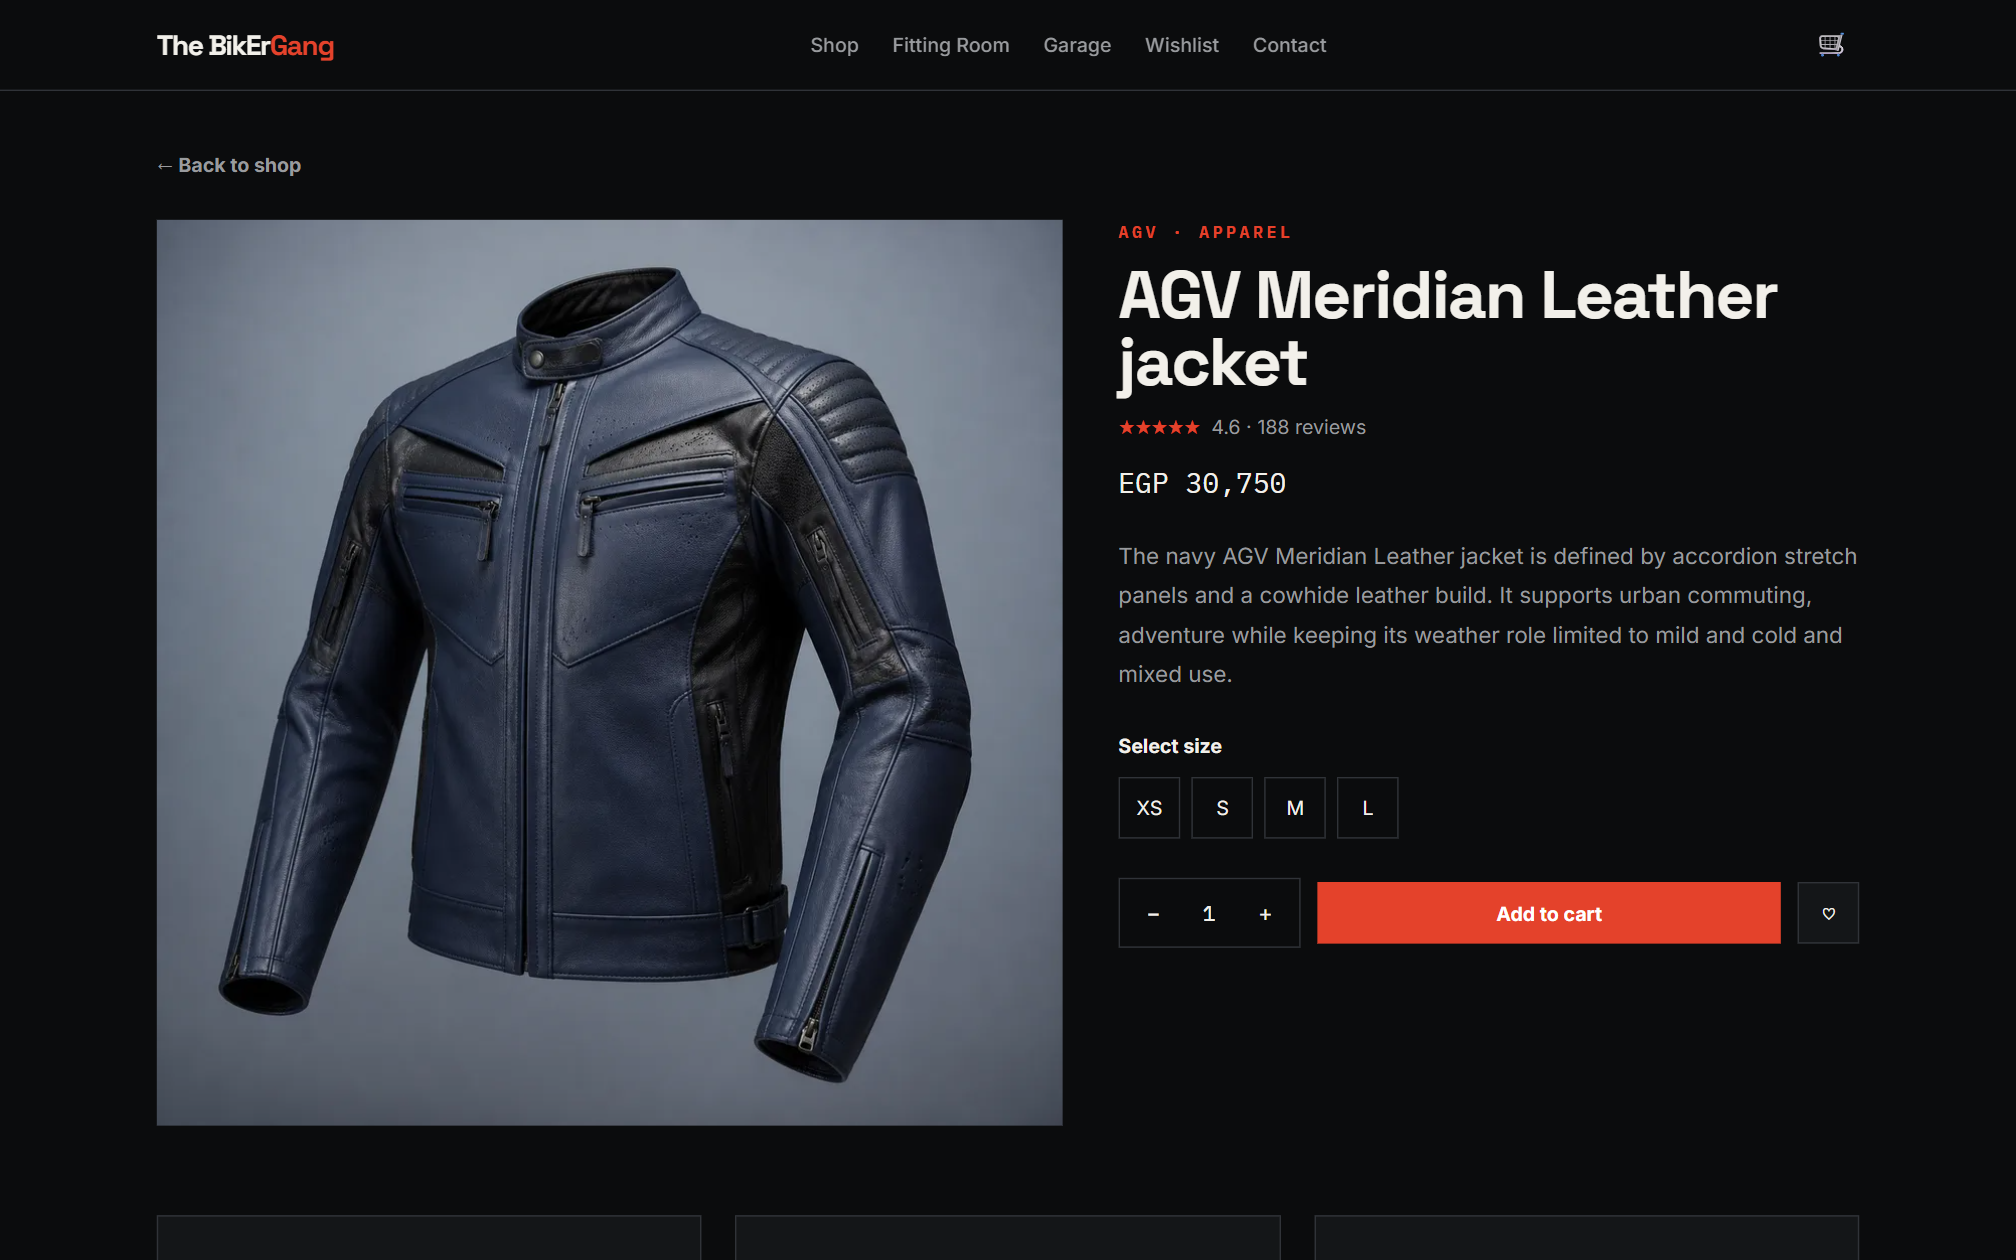 The BikErGang
Shop
Fitting Room
Garage
Wishlist
Contact
← Back to shop
AGV · APPAREL
AGV Meridian Leather
jacket
★★★★★ 4.6 · 188 reviews
EGP 30,750
The navy AGV Meridian Leather jacket is defined by accordion stretch
panels and a cowhide leather build. It supports urban commuting,
adventure while keeping its weather role limited to mild and cold and
mixed use.
Select size
XS
S
M
L
− 1 +
Add to cart
♡